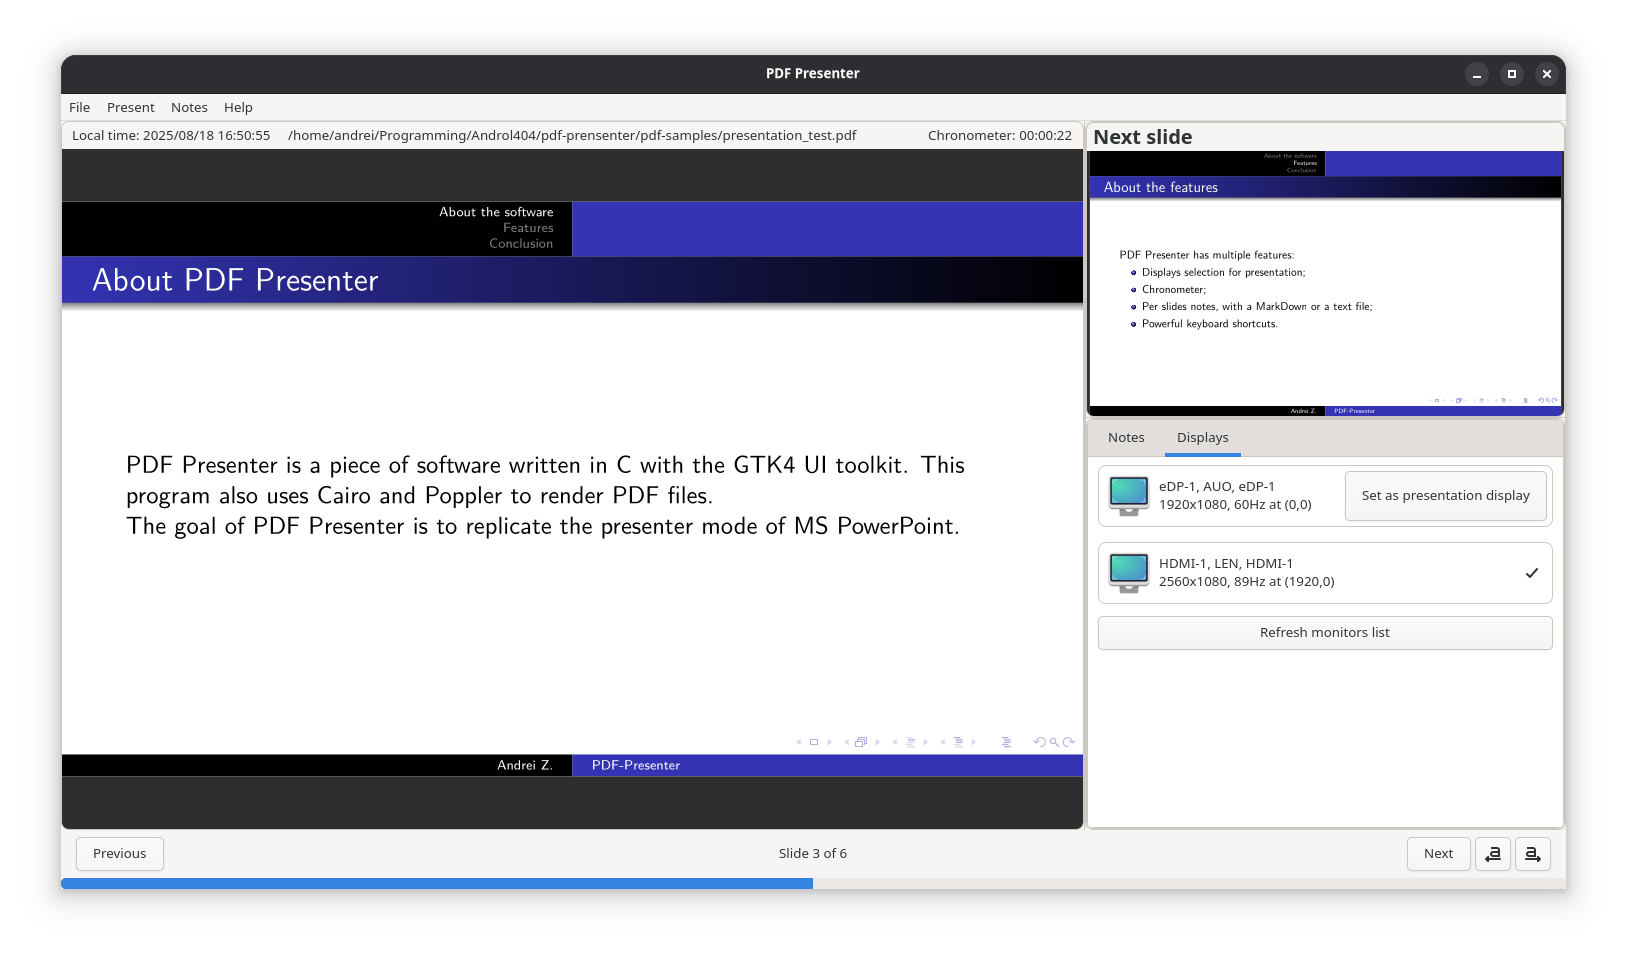 PDF Presenter
File Present Notes Help
Local time: 2025/08/18 16:50:55 /home/andrei/Programming/Androl404/pdf-prensenter/pdf-samples/presentation_test.pdf Chronometer: 00:00:22
About the software
Features
Conclusion
About PDF Presenter
PDF Presenter is a piece of software written in C with the GTK4 UI toolkit. This
program also uses Cairo and Poppler to render PDF files.
The goal of PDF Presenter is to replicate the presenter mode of MS PowerPoint.
Andrei Z. PDF-Presenter
Next slide
About the software
Features
Conclusion
About the features
PDF Presenter has multiple features:
Displays selection for presentation;
Chronometer;
Per slides notes, with a MarkDown or a text file;
Powerful keyboard shortcuts.
Andrei Z. PDF-Presenter
Notes Displays
eDP-1, AUO, eDP-1
1920x1080, 60Hz at (0,0)
Set as presentation display
HDMI-1, LEN, HDMI-1
2560x1080, 89Hz at (1920,0)
Refresh monitors list
Previous Slide 3 of 6 Next a a